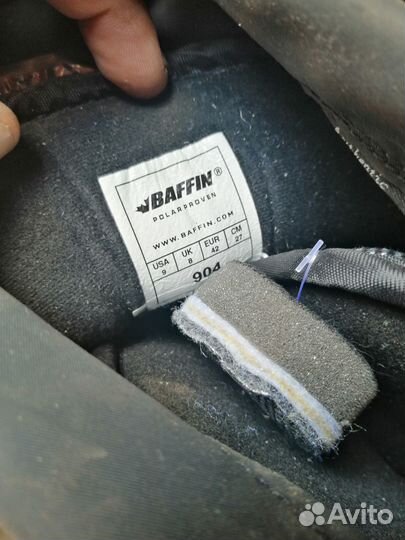 BAFFIN®
POLARPROVEN
WWW.BAFFIN.COM
USA UK EUR CM
9 8 42 27
904
Avito